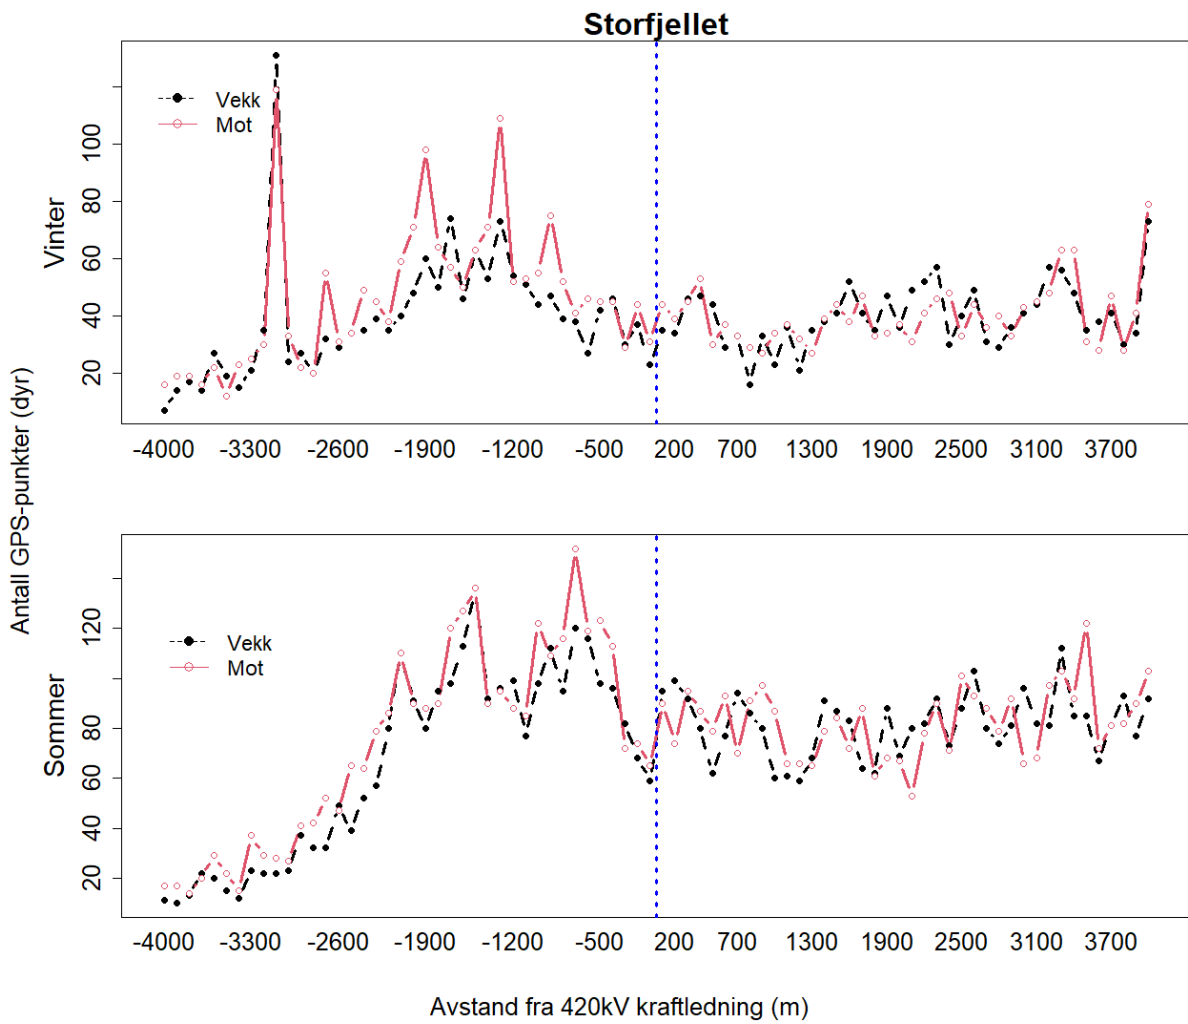 Storfjellet
Vekk
Mot
Vinter
20 40 60 80 100
-4000 -3300 -2600 -1900 -1200 -500 200 700 1300 1900 2500 3100 3700
Antall GPS-punkter (dyr)
Vekk
Mot
Sommer
20 40 60 80 120
-4000 -3300 -2600 -1900 -1200 -500 200 700 1300 1900 2500 3100 3700
Avstand fra 420kV kraftledning (m)